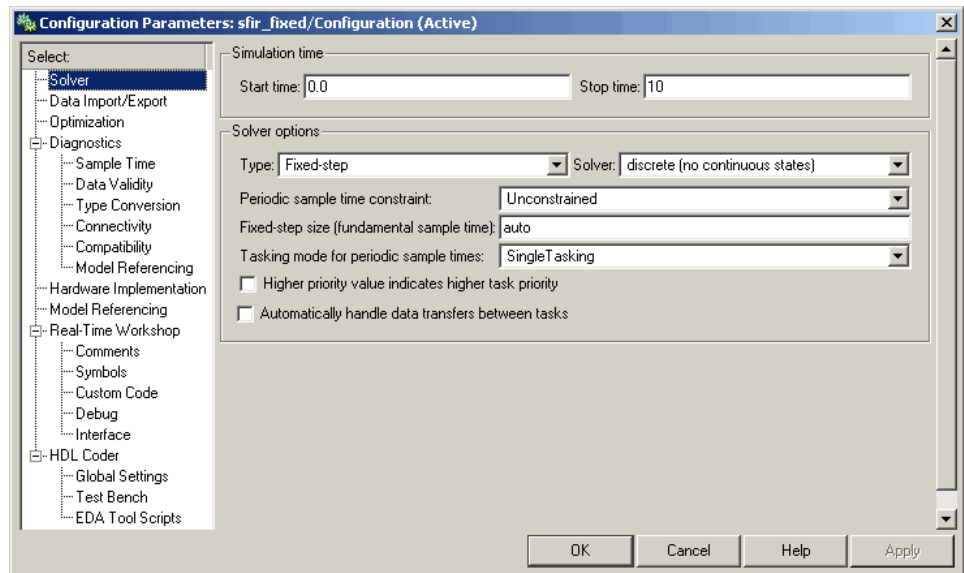 Configuration Parameters: sfir_fixed/Configuration (Active)
Select:
Solver
Data Import/Export
Optimization
Diagnostics
Sample Time
Data Validity
Type Conversion
Connectivity
Compatibility
Model Referencing
Hardware Implementation
Model Referencing
Real-Time Workshop
Comments
Symbols
Custom Code
Debug
Interface
HDL Coder
Global Settings
Test Bench
EDA Tool Scripts
Simulation time
Start time: 0.0 Stop time: 10
Solver options
Type: Fixed-step Solver: discrete (no continuous states)
Periodic sample time constraint: Unconstrained
Fixed-step size (fundamental sample time): auto
Tasking mode for periodic sample times: SingleTasking
Higher priority value indicates higher task priority
Automatically handle data transfers between tasks
OK Cancel Help Apply